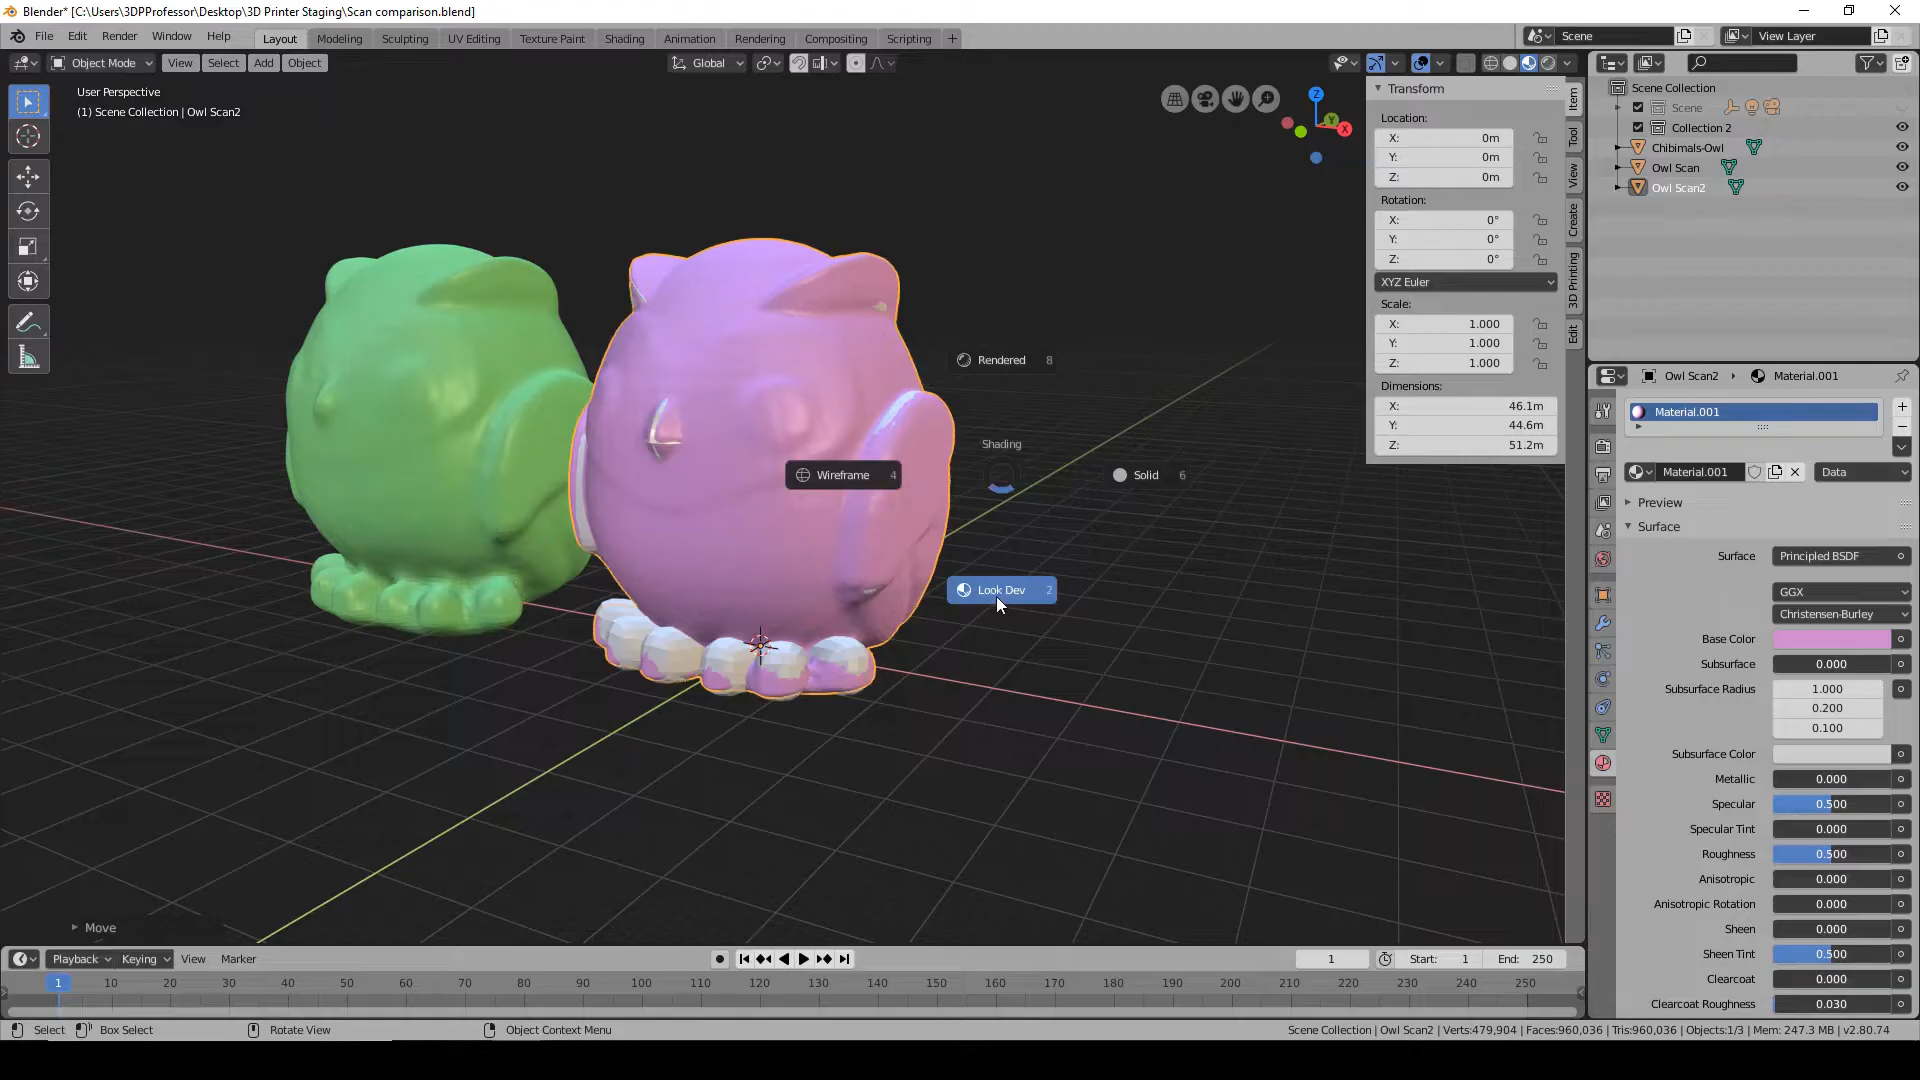 Blender* [C:\Users\3DPProfessor\Desktop\3D Printer Staging\Scan comparison.blend]
File Edit Render Window Help Layout Modeling Sculpting UV Editing Texture Paint Shading Animation Rendering Compositing Scripting + Scene View Layer
Object Mode View Select Add Object Global
User Perspective
(1) Scene Collection | Owl Scan2
Z
Y
X
Transform
Location:
X: 0m
Y: 0m
Z: 0m
Rotation:
X: 0°
Y: 0°
Z: 0°
XYZ Euler
Scale:
X: 1.000
Y: 1.000
Z: 1.000
Dimensions:
X: 46.1m
Y: 44.6m
Z: 51.2m
Item
Tool
View
Create
3D Printing
Edit
Rendered 8
Shading
Wireframe 4
Solid 6
Look Dev 2
Move
Scene Collection
Scene
Collection 2
Chibimals-Owl
Owl Scan
Owl Scan2
Owl Scan2 Material.001
Material.001
Material.001 Data
Preview
Surface
Surface Principled BSDF
GGX
Christensen-Burley
Base Color
Subsurface 0.000
Subsurface Radius 1.000
0.200
0.100
Subsurface Color
Metallic 0.000
Specular 0.500
Specular Tint 0.000
Roughness 0.500
Anisotropic 0.000
Anisotropic Rotation 0.000
Sheen 0.000
Sheen Tint 0.500
Clearcoat 0.000
Clearcoat Roughness 0.030
Playback Keying View Marker 1 Start: 1 End: 250
1 10 20 30 40 50 60 70 80 90 100 110 120 130 140 150 160 170 180 190 200 210 220 230 240 250
Select Box Select Rotate View Object Context Menu Scene Collection | Owl Scan2 | Verts:479,904 | Faces:960,036 | Tris:960,036 | Objects:1/3 | Mem: 247.3 MB | v2.80.74